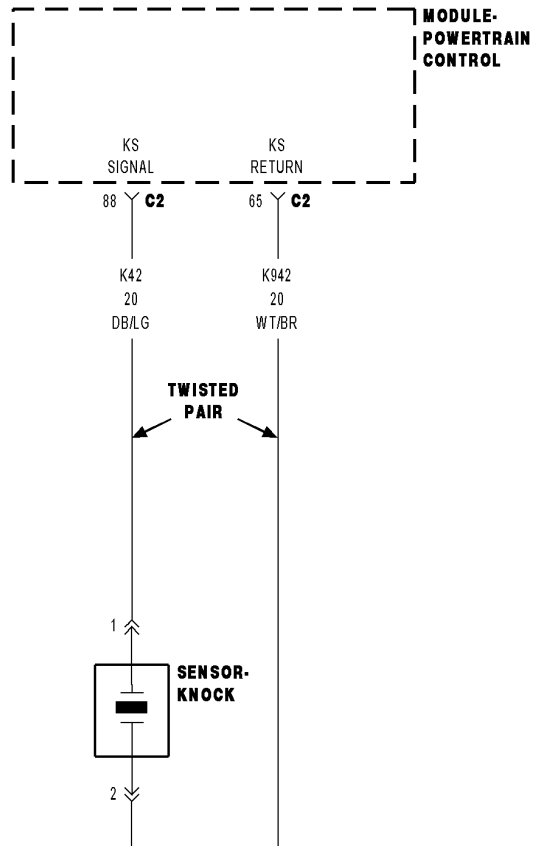 MODULE-
POWERTRAIN
CONTROL
KS
SIGNAL
KS
RETURN
88
C2
65
C2
K42
20
DB/LG
K942
20
WT/BR
TWISTED
PAIR
1
SENSOR-
KNOCK
2